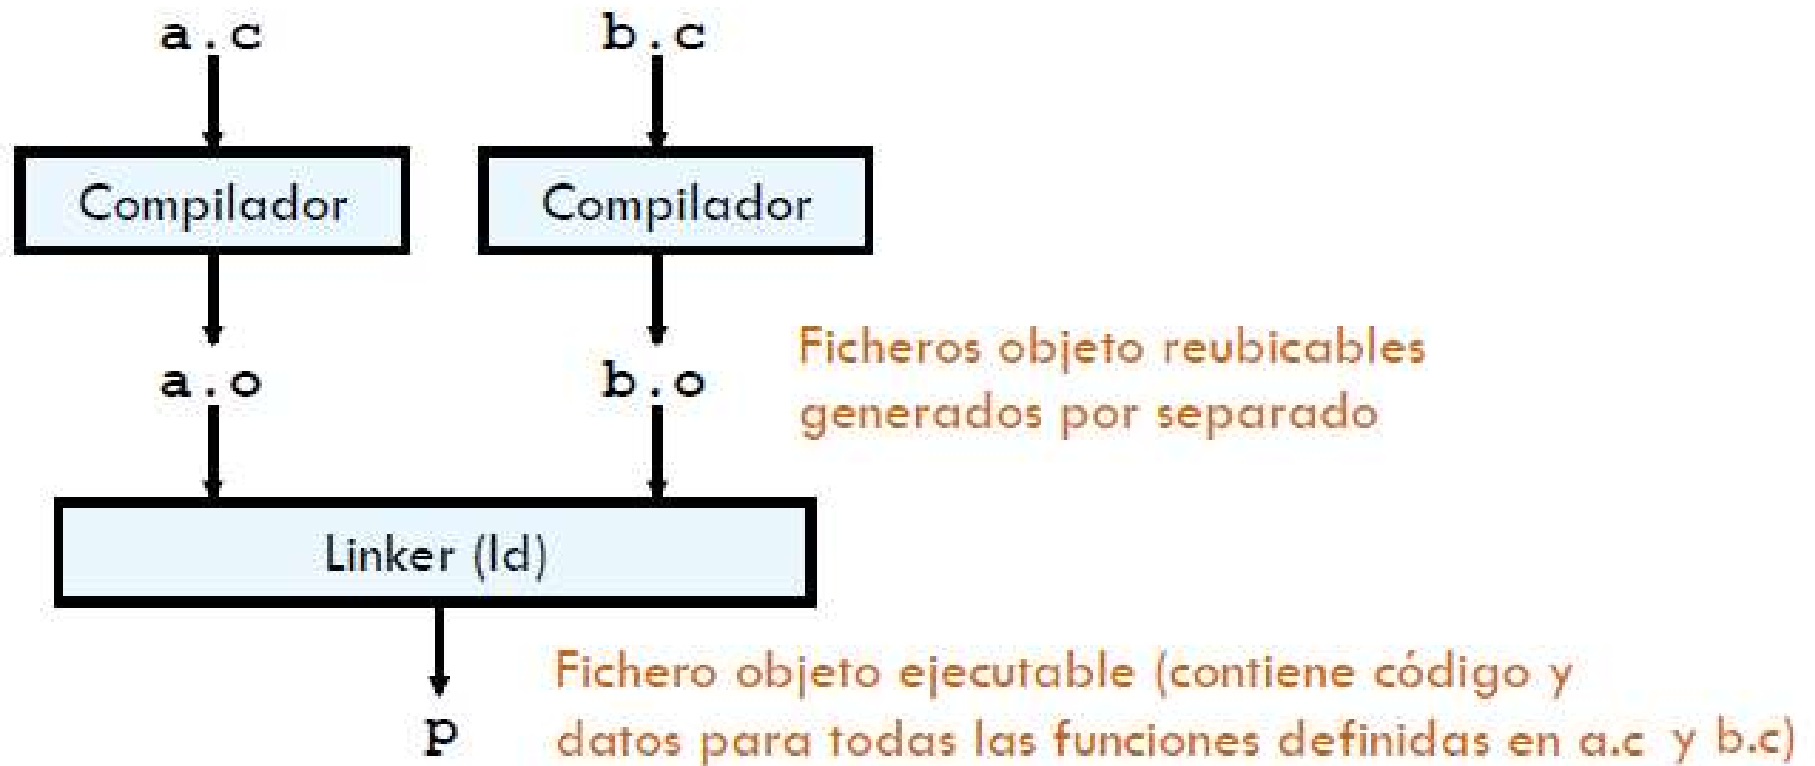 a.c
b.c
Compilador
Compilador
a.o
b.o
Ficheros objeto reubicables
generados por separado
Linker (ld)
p
Fichero objeto ejecutable (contiene código y
datos para todas las funciones definidas en a.c y b.c)